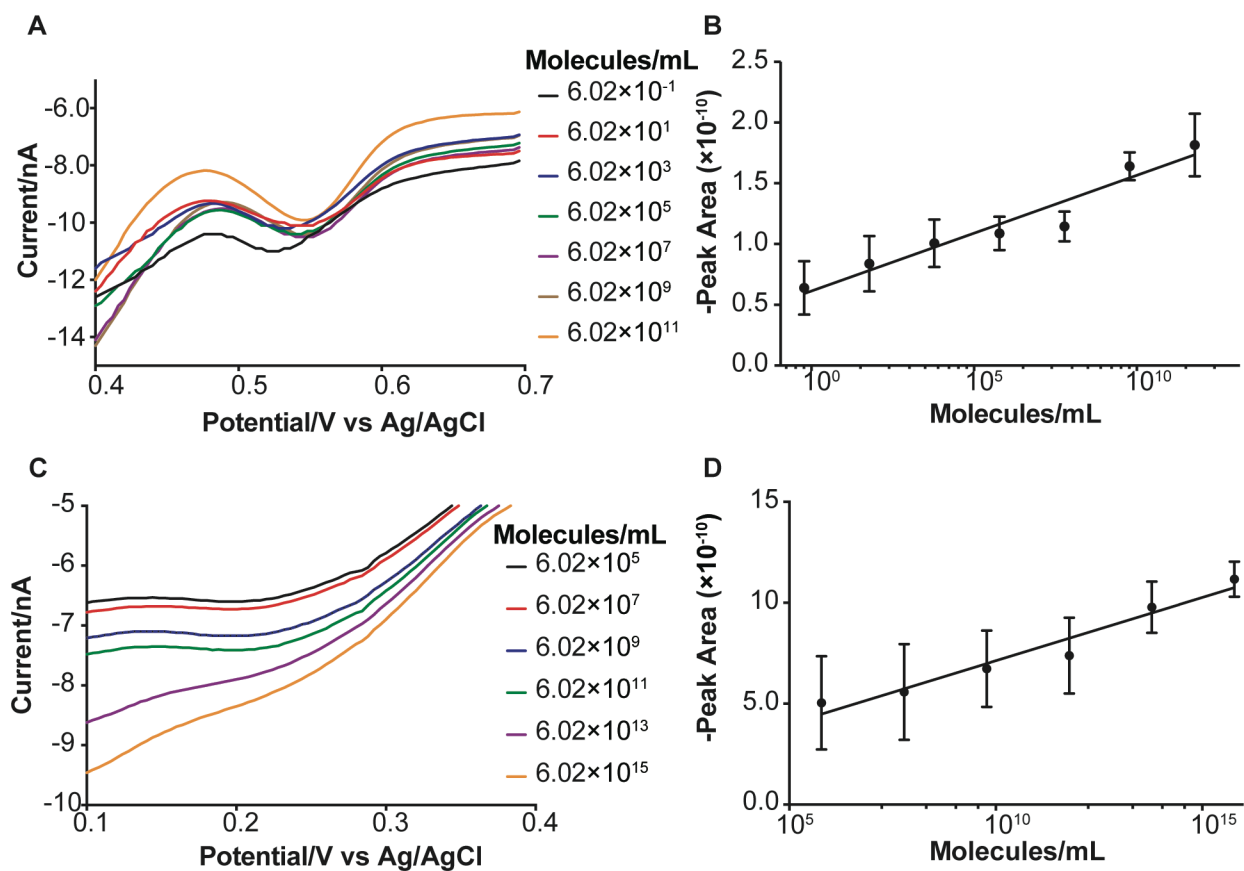 A
Molecules/mL
6.02×10⁻¹
6.02×10¹
6.02×10³
6.02×10⁵
6.02×10⁷
6.02×10⁹
6.02×10¹¹
-6.0
-8.0
-10
-12
-14
Current/nA
0.4 0.5 0.6 0.7
Potential/V vs Ag/AgCl
B
2.5
2.0
1.5
1.0
0.5
0.0
-Peak Area (×10⁻¹⁰)
10⁰ 10⁵ 10¹⁰
Molecules/mL
C
-5
-6
-7
-8
-9
-10
Current/nA
Molecules/mL
6.02×10⁵
6.02×10⁷
6.02×10⁹
6.02×10¹¹
6.02×10¹³
6.02×10¹⁵
0.1 0.2 0.3 0.4
Potential/V vs Ag/AgCl
D
15
10
5.0
0.0
-Peak Area (×10⁻¹⁰)
10⁵ 10¹⁰ 10¹⁵
Molecules/mL